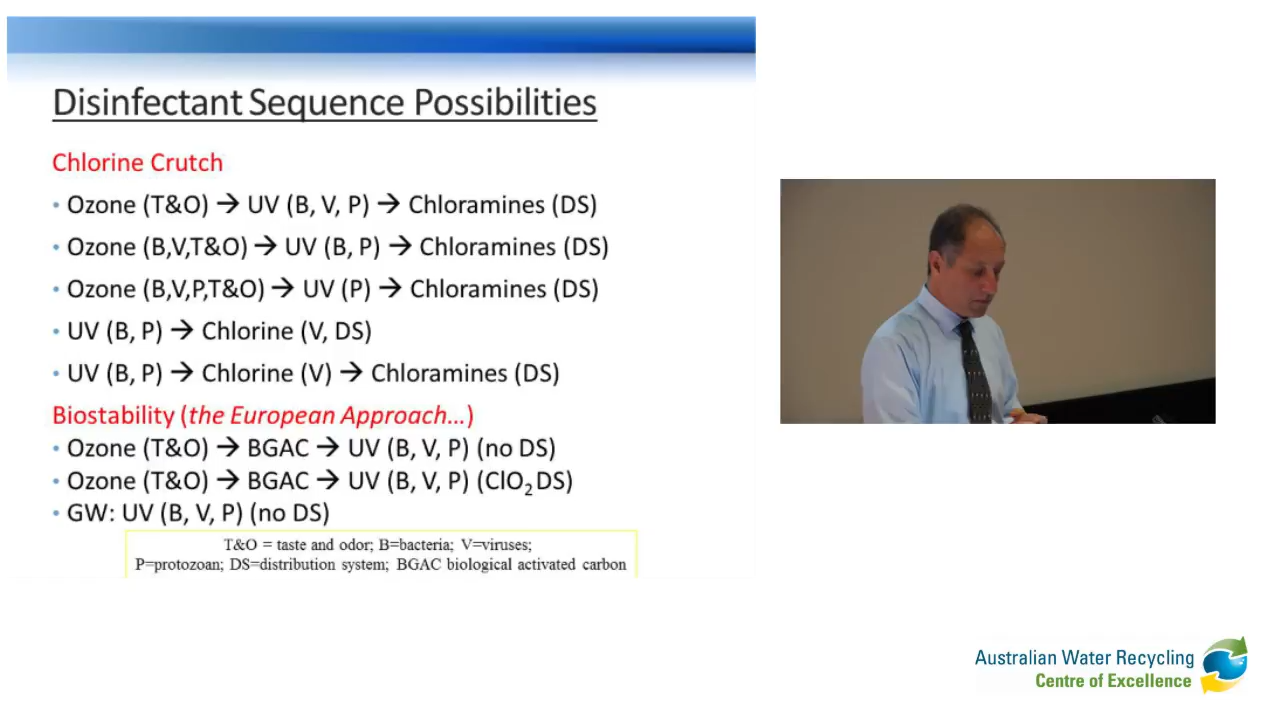 Disinfectant Sequence Possibilities
Chlorine Crutch
• Ozone (T&O) → UV (B, V, P) → Chloramines (DS)
• Ozone (B,V,T&O) → UV (B, P) → Chloramines (DS)
• Ozone (B,V,P,T&O) → UV (P) → Chloramines (DS)
• UV (B, P) → Chlorine (V, DS)
• UV (B, P) → Chlorine (V) → Chloramines (DS)
Biostability (the European Approach...)
• Ozone (T&O) → BGAC → UV (B, V, P) (no DS)
• Ozone (T&O) → BGAC → UV (B, V, P) (ClO₂ DS)
• GW: UV (B, V, P) (no DS)
T&O = taste and odor; B=bacteria; V=viruses;
P=protozoan; DS=distribution system; BGAC biological activated carbon
Australian Water Recycling
Centre of Excellence